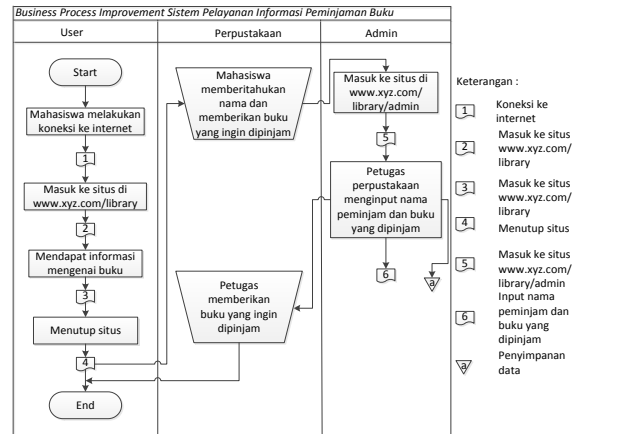 Business Process Improvement Sistem Pelayanan Informasi Peminjaman Buku
User
Perpustakaan
Admin
Start
Mahasiswa melakukan
koneksi ke internet
1
Masuk ke situs di
www.xyz.com/library
2
Mendapat informasi
mengenai buku
3
Menutup situs
4
End
Mahasiswa
memberitahukan
nama dan
memberikan buku
yang ingin dipinjam
Petugas
memberikan
buku yang ingin
dipinjam
Masuk ke situs di
www.xyz.com/
library/admin
5
Petugas
perpustakaan
menginput nama
peminjam dan buku
yang dipinjam
6
a
Keterangan :
1
Koneksi ke
internet
2
Masuk ke situs
www.xyz.com/
library
3
Masuk ke situs
www.xyz.com/
library
4
Menutup situs
5
Masuk ke situs
www.xyz.com/
library/admin
6
Input nama
peminjam dan
buku yang
dipinjam
a
Penyimpanan
data